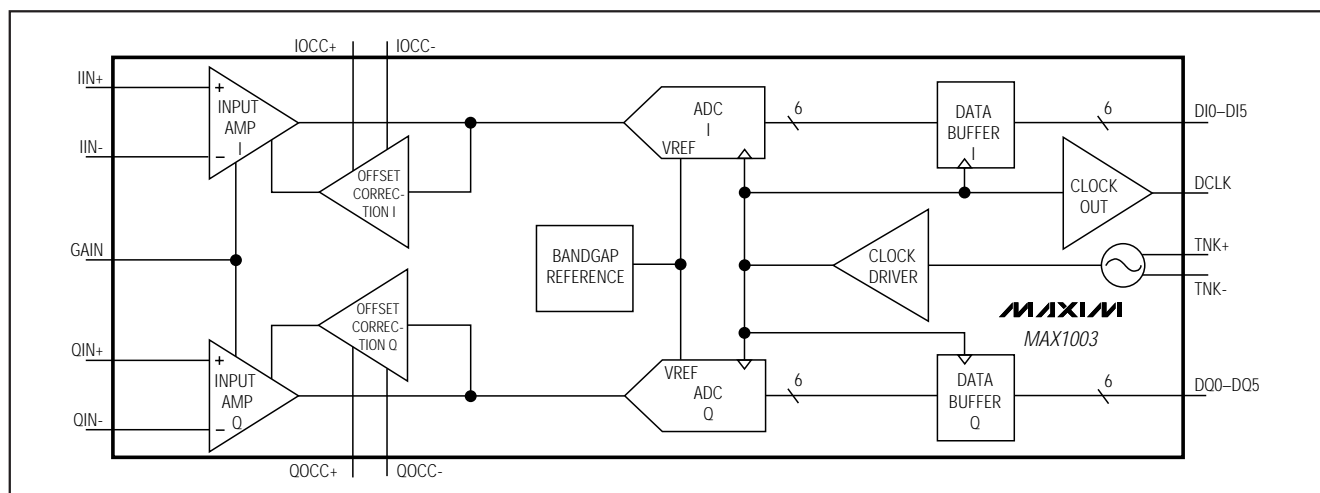 IOCC+
IOCC-
IIN+
+
INPUT
AMP
I
−
IIN-
OFFSET
CORREC-
TION I
ADC
I
VREF
6
DATA
BUFFER
I
6
DI0–DI5
CLOCK
OUT
DCLK
GAIN
BANDGAP
REFERENCE
CLOCK
DRIVER
TNK+
TNK-
MAXIM
MAX1003
OFFSET
CORREC-
TION Q
QIN+
+
INPUT
AMP
Q
−
QIN-
VREF
ADC
Q
6
DATA
BUFFER
Q
6
DQ0–DQ5
QOCC+
QOCC-